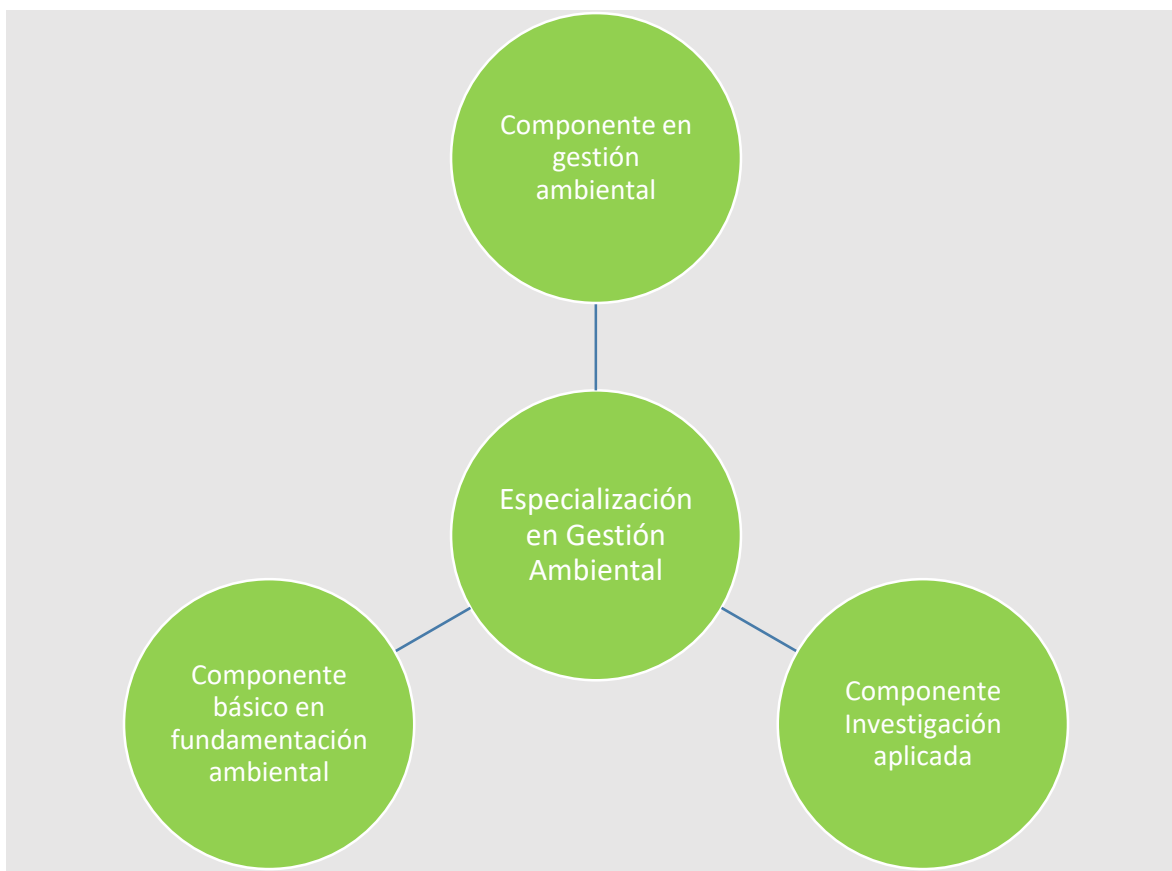 Componente en
gestión
ambiental
Especialización
en Gestión
Ambiental
Componente
básico en
fundamentación
ambiental
Componente
Investigación
aplicada